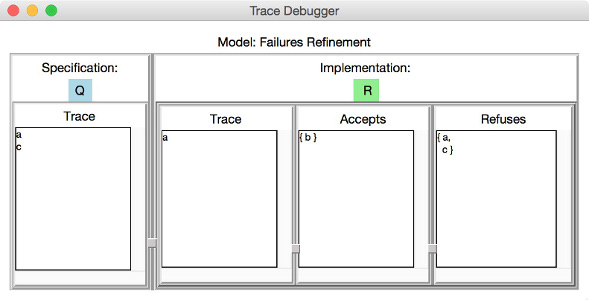 Trace Debugger
Model: Failures Refinement
Specification:
Q
Trace
a
c
Implementation:
R
Trace
a
Accepts
{ b }
Refuses
{ a,
c }